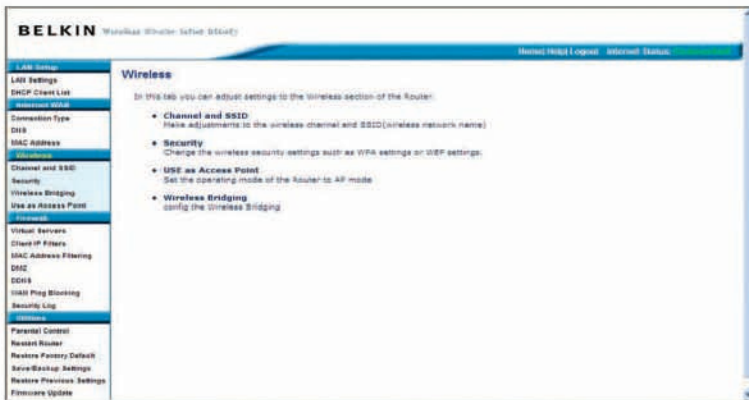 BELKIN Wireless Router Setup Utility
Home| Help| Logout Internet Status:
LAN Setup
LAN Settings
DHCP Client List
Internet WAN
Connection Type
DNS
MAC Address
Wireless
Channel and SSID
Security
Wireless Bridging
Use as Access Point
Firewall
Virtual Servers
Client IP Filters
MAC Address Filtering
DMZ
DDNS
WAN Ping Blocking
Security Log
Utilities
Parental Control
Restart Router
Restore Factory Default
Save/Backup Settings
Restore Previous Settings
Firmware Update
Wireless
In this tab you can adjust settings to the Wireless section of the Router.
Channel and SSID
Make adjustments to the wireless channel and SSID(wireless network name)
Security
Change the wireless security settings such as WPA settings or WEP settings.
USE as Access Point
Set the operating mode of the Router to AP mode
Wireless Bridging
config the Wireless Bridging